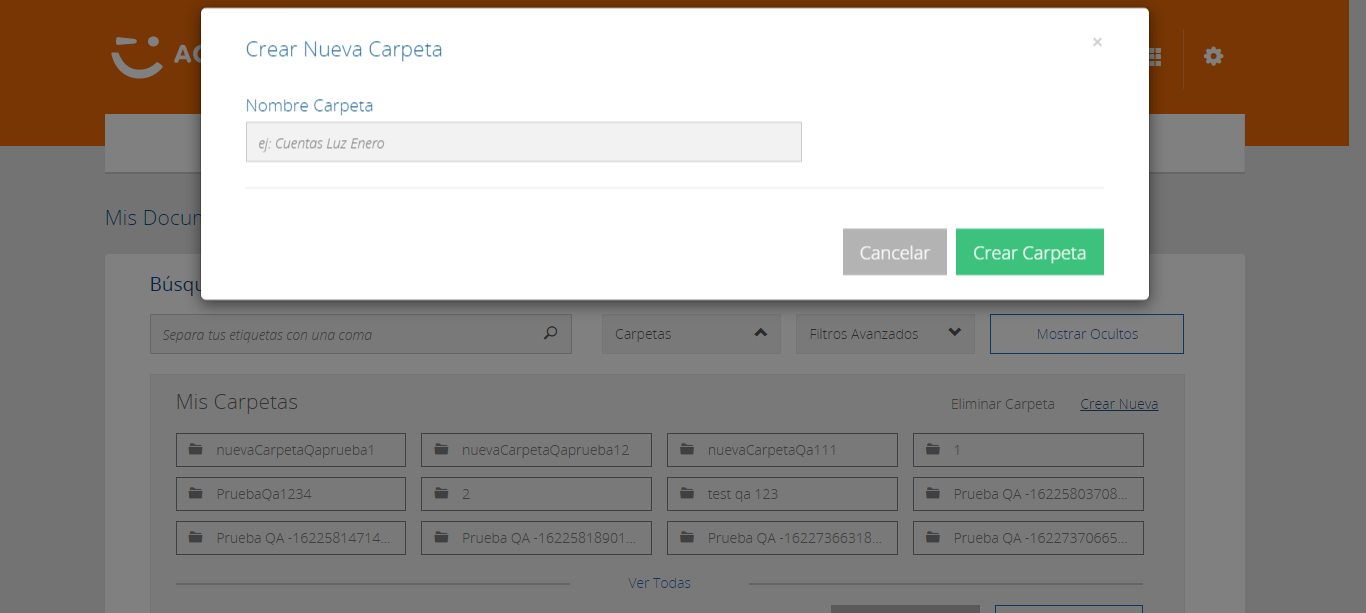 Crear Nueva Carpeta
×
Nombre Carpeta
ej: Cuentas Luz Enero
Cancelar
Crear Carpeta
Mis
Separa tus etiquetas con una coma
Carpetas
Filtros Avanzados
Mostrar Ocultos
Mis Carpetas
Eliminar Carpeta
Crear Nueva
nuevaCarpetaQaprueba1
nuevaCarpetaQaprueba12
nuevaCarpetaQa111
1
PruebaQa1234
2
test qa 123
Prueba QA -16225803708...
Prueba QA -16225814714...
Prueba QA -16225818901...
Prueba QA -16227366318...
Prueba QA -16227370665...
Ver Todas